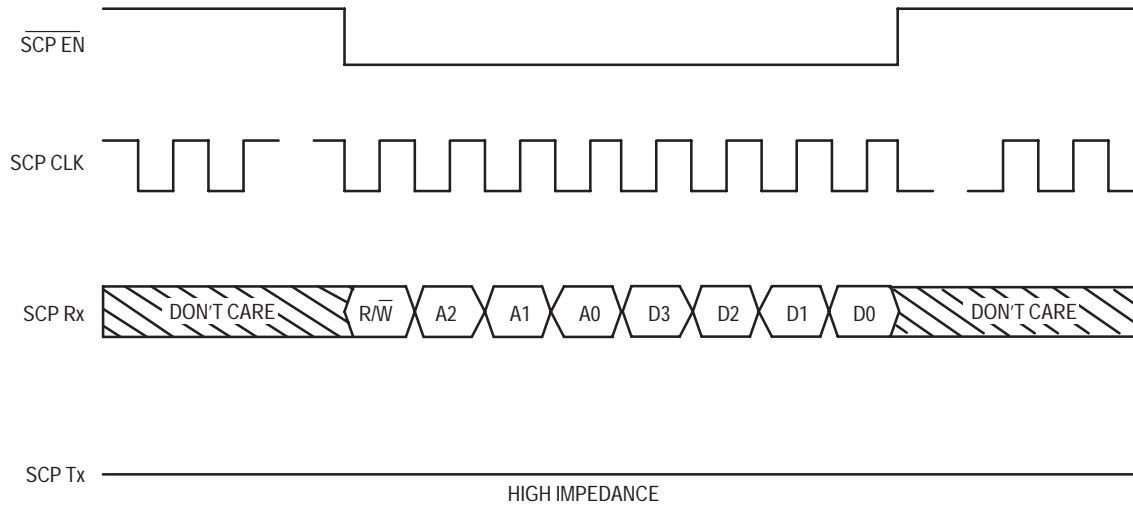 SCP EN
SCP CLK
SCP Rx DON'T CARE R/W̅ A2 A1 A0 D3 D2 D1 D0 DON'T CARE
SCP Tx
HIGH IMPEDANCE